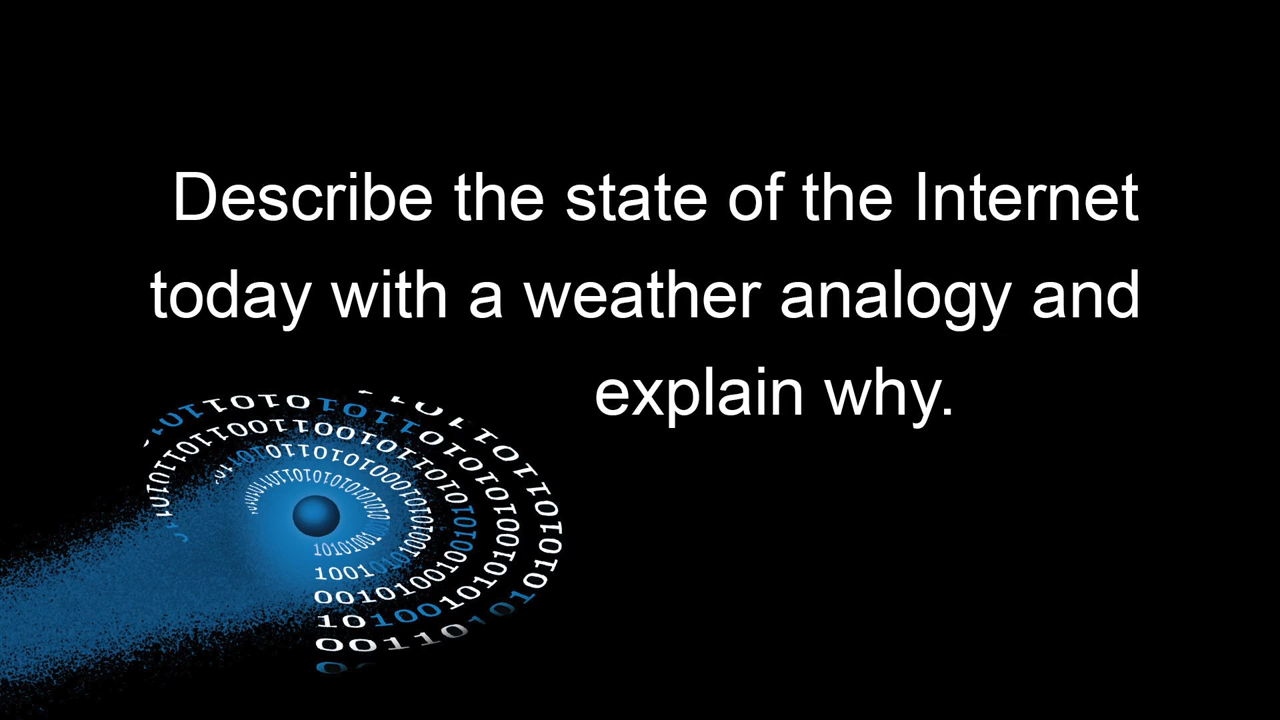 Describe the state of the Internet
today with a weather analogy and
explain why.